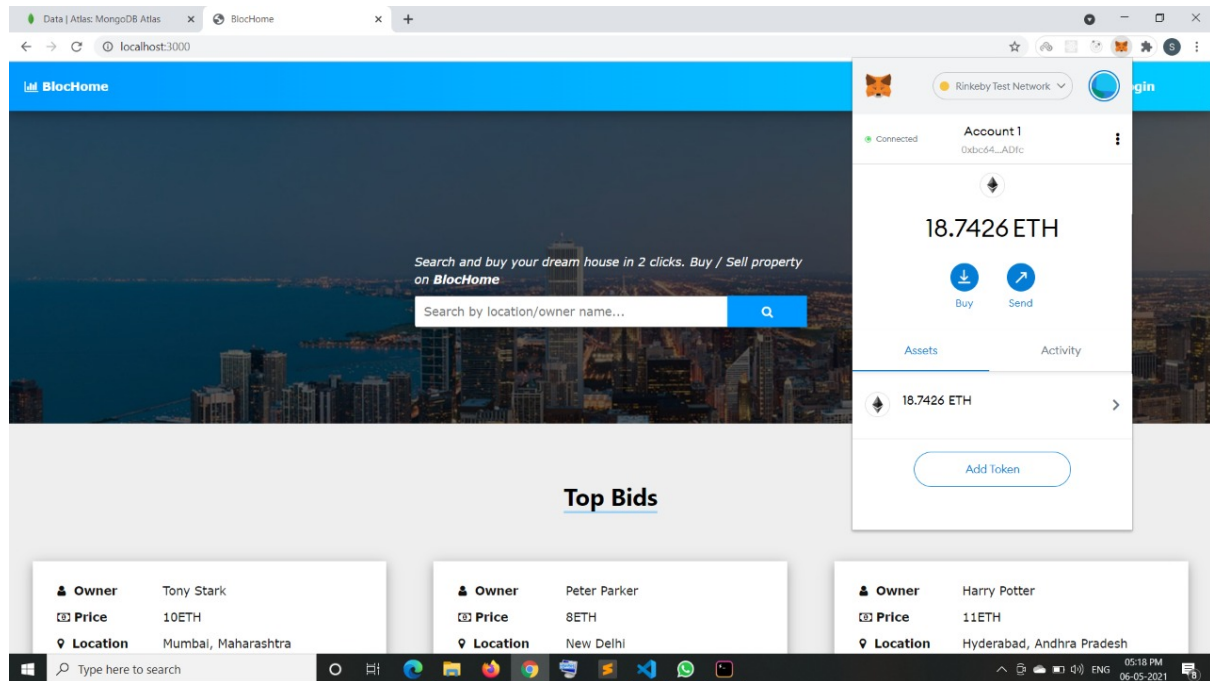 Data | Atlas: MongoDB Atlas
BlocHome
localhost:3000
S
BlocHome
Rinkeby Test Network
gin
Connected
Account 1
0xbc64...ADfc
18.7426 ETH
Buy
Send
Assets
Activity
18.7426 ETH
Add Token
Search and buy your dream house in 2 clicks. Buy / Sell property
on BlocHome
Search by location/owner name...
Top Bids
Owner Tony Stark
Price 10ETH
Location Mumbai, Maharashtra
Owner Peter Parker
Price 8ETH
Location New Delhi
Owner Harry Potter
Price 11ETH
Location Hyderabad, Andhra Pradesh
Type here to search
ENG
05:18 PM
06-05-2021
8